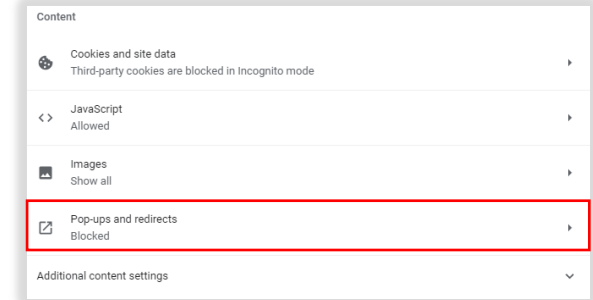 Content
Cookies and site data
Third-party cookies are blocked in Incognito mode
JavaScript
Allowed
Images
Show all
Pop-ups and redirects
Blocked
Additional content settings